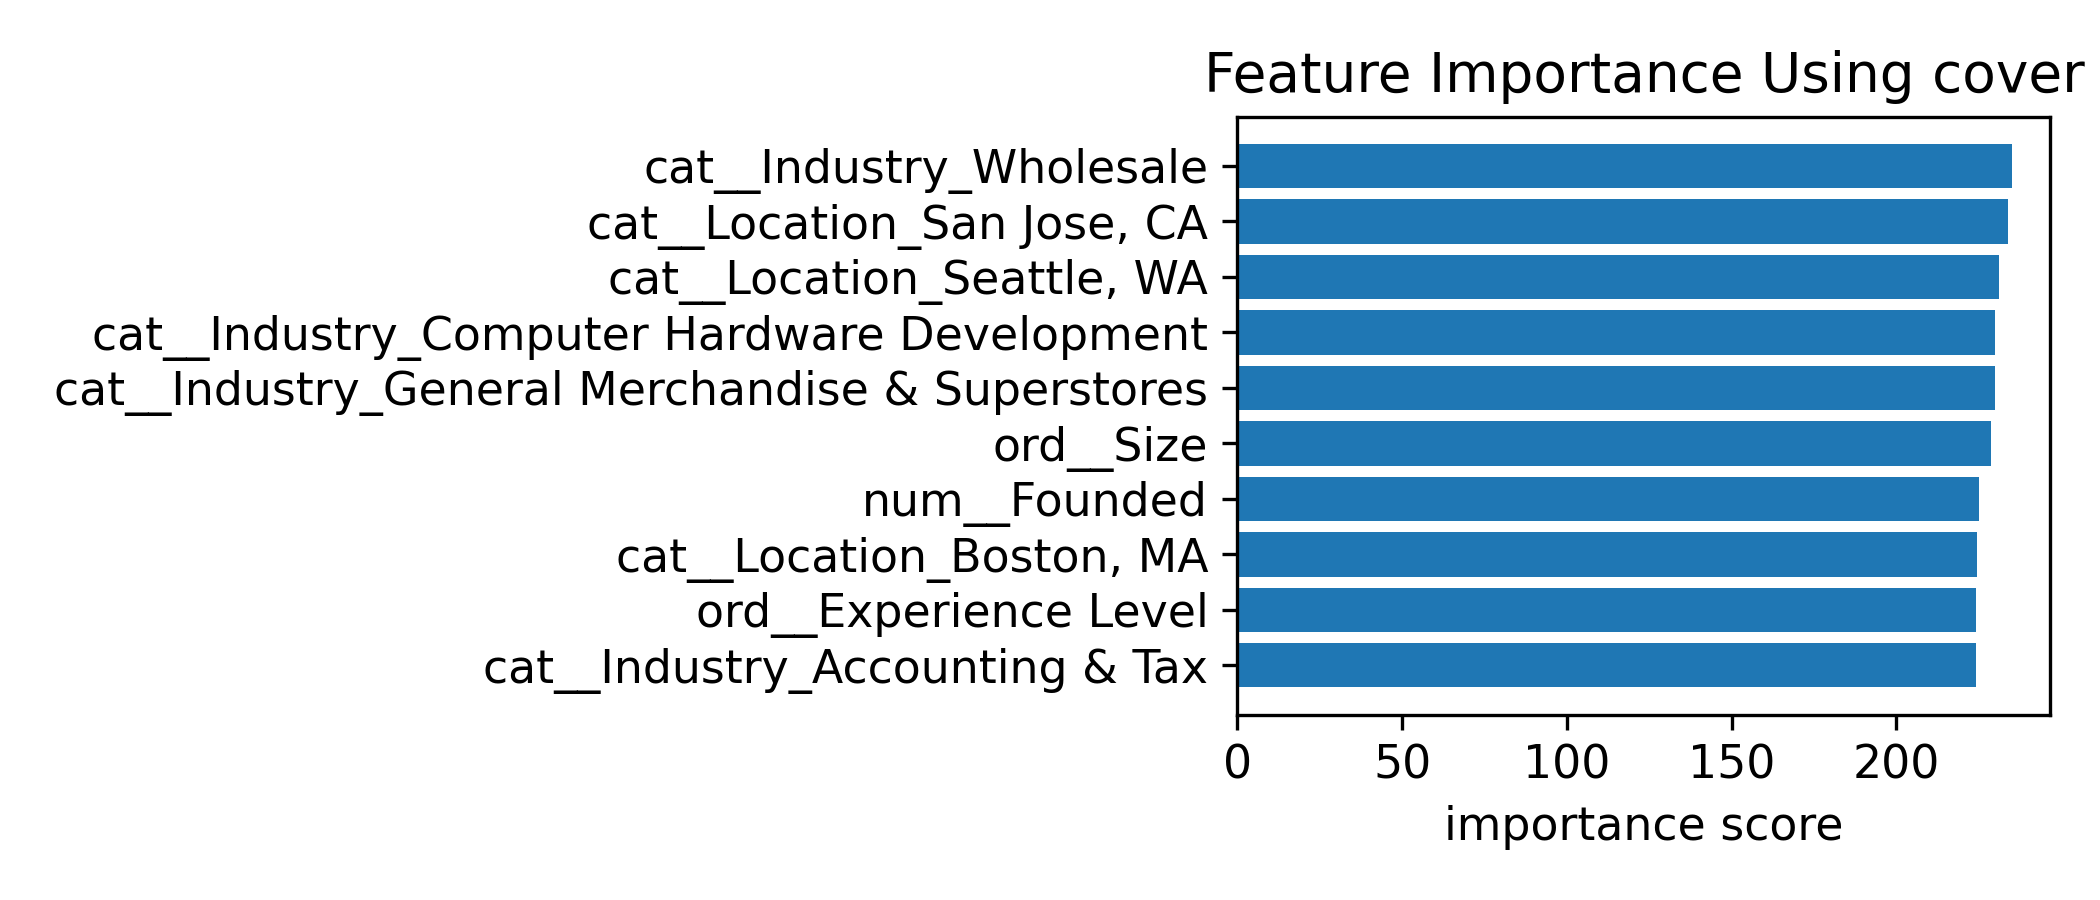 Feature Importance Using cover
cat__Industry_Wholesale
cat__Location_San Jose, CA
cat__Location_Seattle, WA
cat__Industry_Computer Hardware Development
cat__Industry_General Merchandise & Superstores
ord__Size
num__Founded
cat__Location_Boston, MA
ord__Experience Level
cat__Industry_Accounting & Tax
0 50 100 150 200
importance score